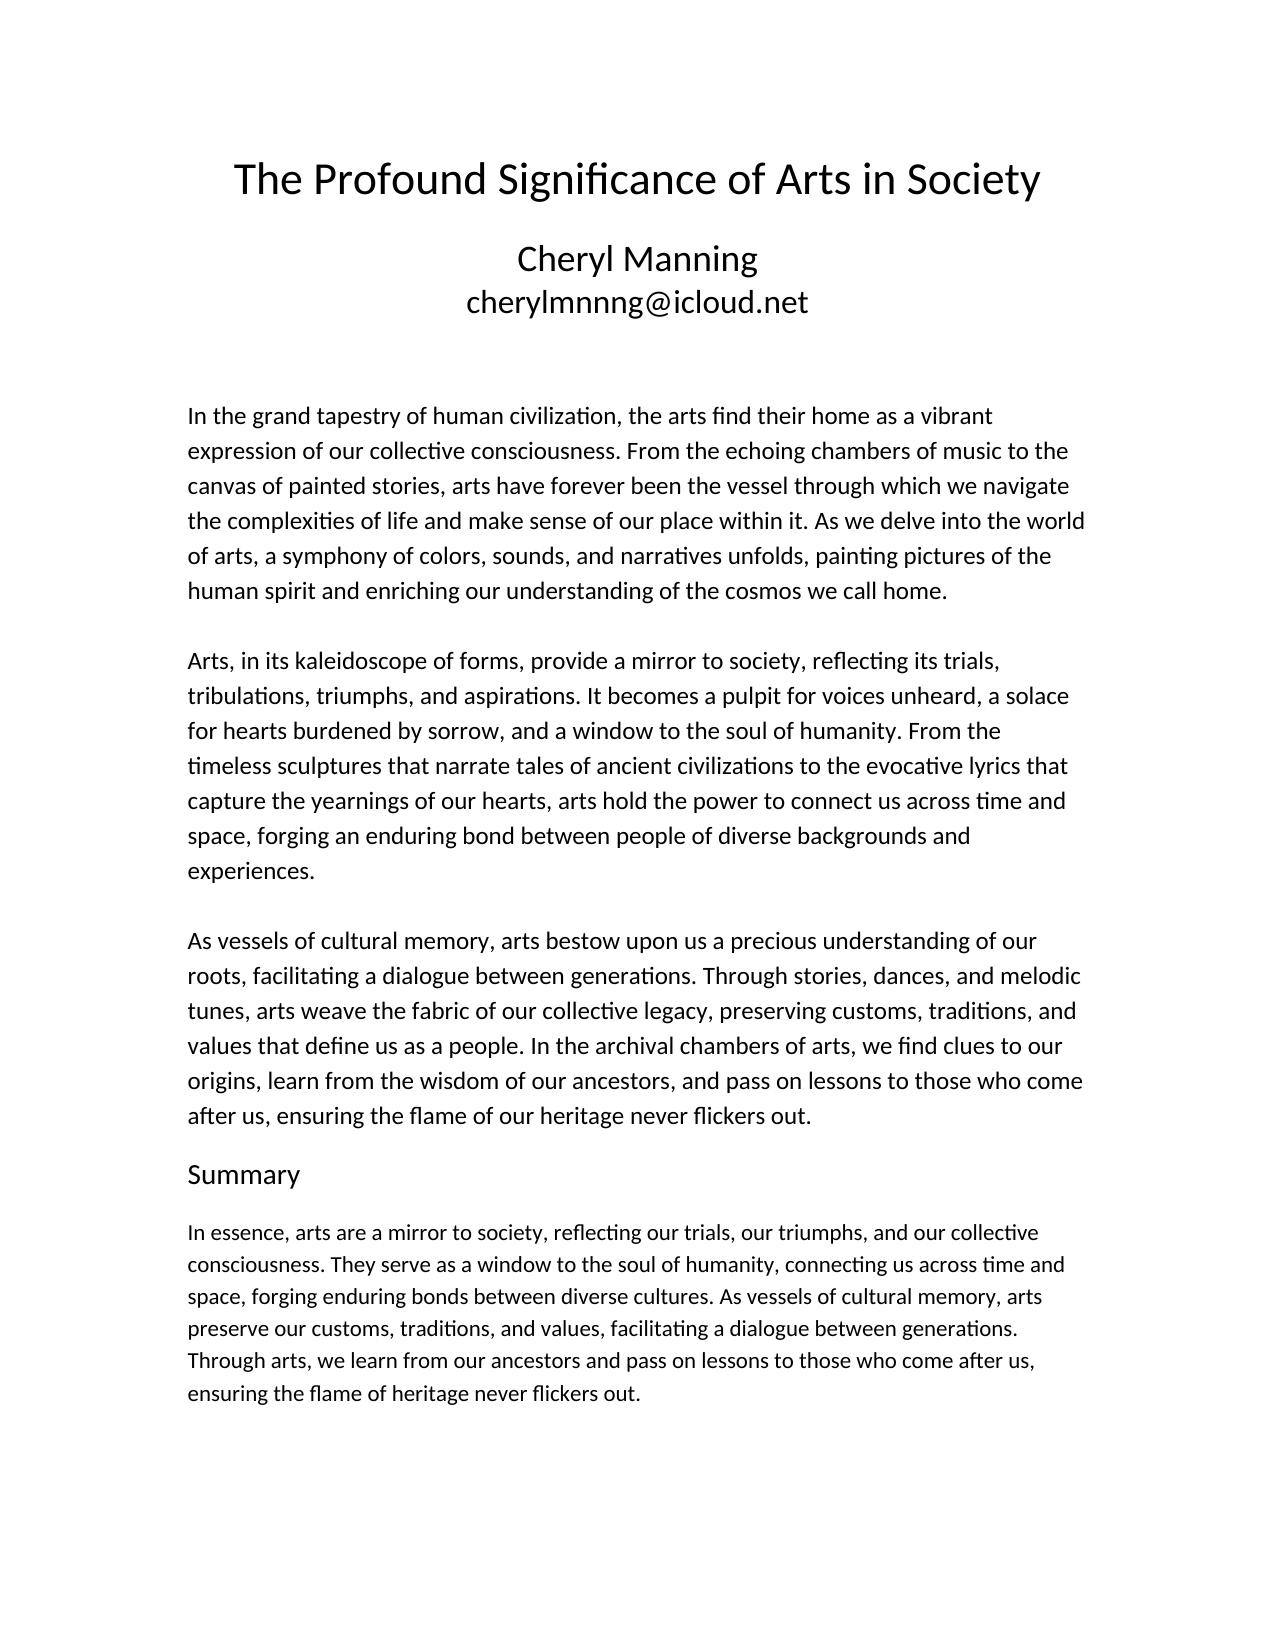 The Profound Significance of Arts in Society
Cheryl Manning
cherylmnnng@icloud.net
In the grand tapestry of human civilization, the arts find their home as a vibrant
expression of our collective consciousness. From the echoing chambers of music to the
canvas of painted stories, arts have forever been the vessel through which we navigate
the complexities of life and make sense of our place within it. As we delve into the world
of arts, a symphony of colors, sounds, and narratives unfolds, painting pictures of the
human spirit and enriching our understanding of the cosmos we call home.
Arts, in its kaleidoscope of forms, provide a mirror to society, reflecting its trials,
tribulations, triumphs, and aspirations. It becomes a pulpit for voices unheard, a solace
for hearts burdened by sorrow, and a window to the soul of humanity. From the
timeless sculptures that narrate tales of ancient civilizations to the evocative lyrics that
capture the yearnings of our hearts, arts hold the power to connect us across time and
space, forging an enduring bond between people of diverse backgrounds and
experiences.
As vessels of cultural memory, arts bestow upon us a precious understanding of our
roots, facilitating a dialogue between generations. Through stories, dances, and melodic
tunes, arts weave the fabric of our collective legacy, preserving customs, traditions, and
values that define us as a people. In the archival chambers of arts, we find clues to our
origins, learn from the wisdom of our ancestors, and pass on lessons to those who come
after us, ensuring the flame of our heritage never flickers out.
Summary
In essence, arts are a mirror to society, reflecting our trials, our triumphs, and our collective
consciousness. They serve as a window to the soul of humanity, connecting us across time and
space, forging enduring bonds between diverse cultures. As vessels of cultural memory, arts
preserve our customs, traditions, and values, facilitating a dialogue between generations.
Through arts, we learn from our ancestors and pass on lessons to those who come after us,
ensuring the flame of heritage never flickers out.